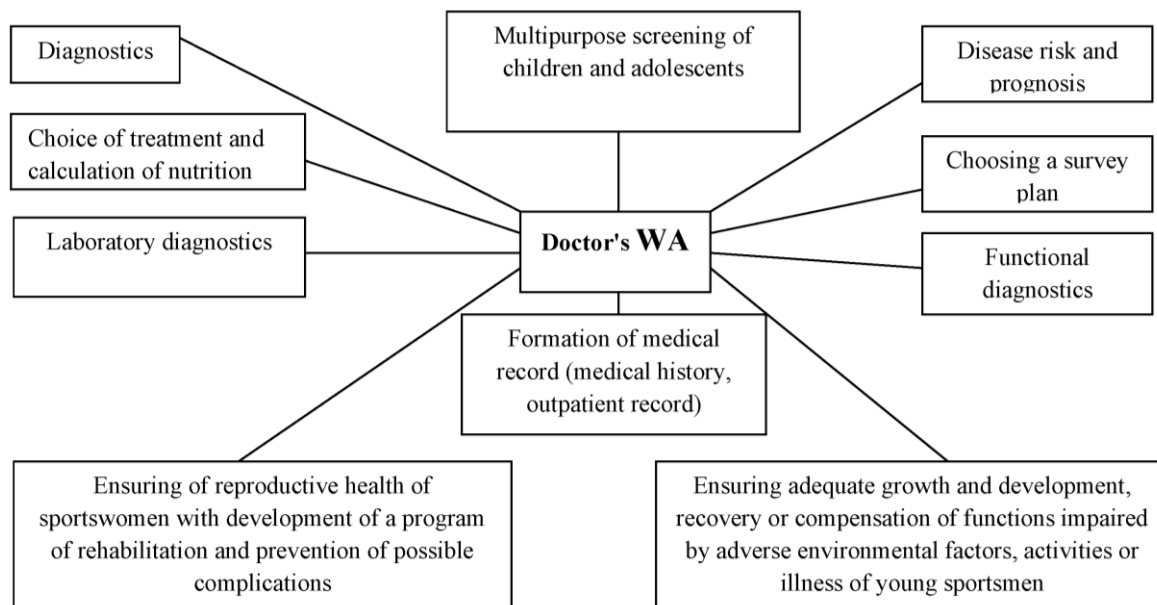 Diagnostics
Multipurpose screening of
children and adolescents
Disease risk and
prognosis
Choice of treatment and
calculation of nutrition
Choosing a survey
plan
Laboratory diagnostics
Doctor's WA
Functional
diagnostics
Formation of medical
record (medical history,
outpatient record)
Ensuring of reproductive health of
sportswomen with development of a program
of rehabilitation and prevention of possible
complications
Ensuring adequate growth and development,
recovery or compensation of functions impaired
by adverse environmental factors, activities or
illness of young sportsmen